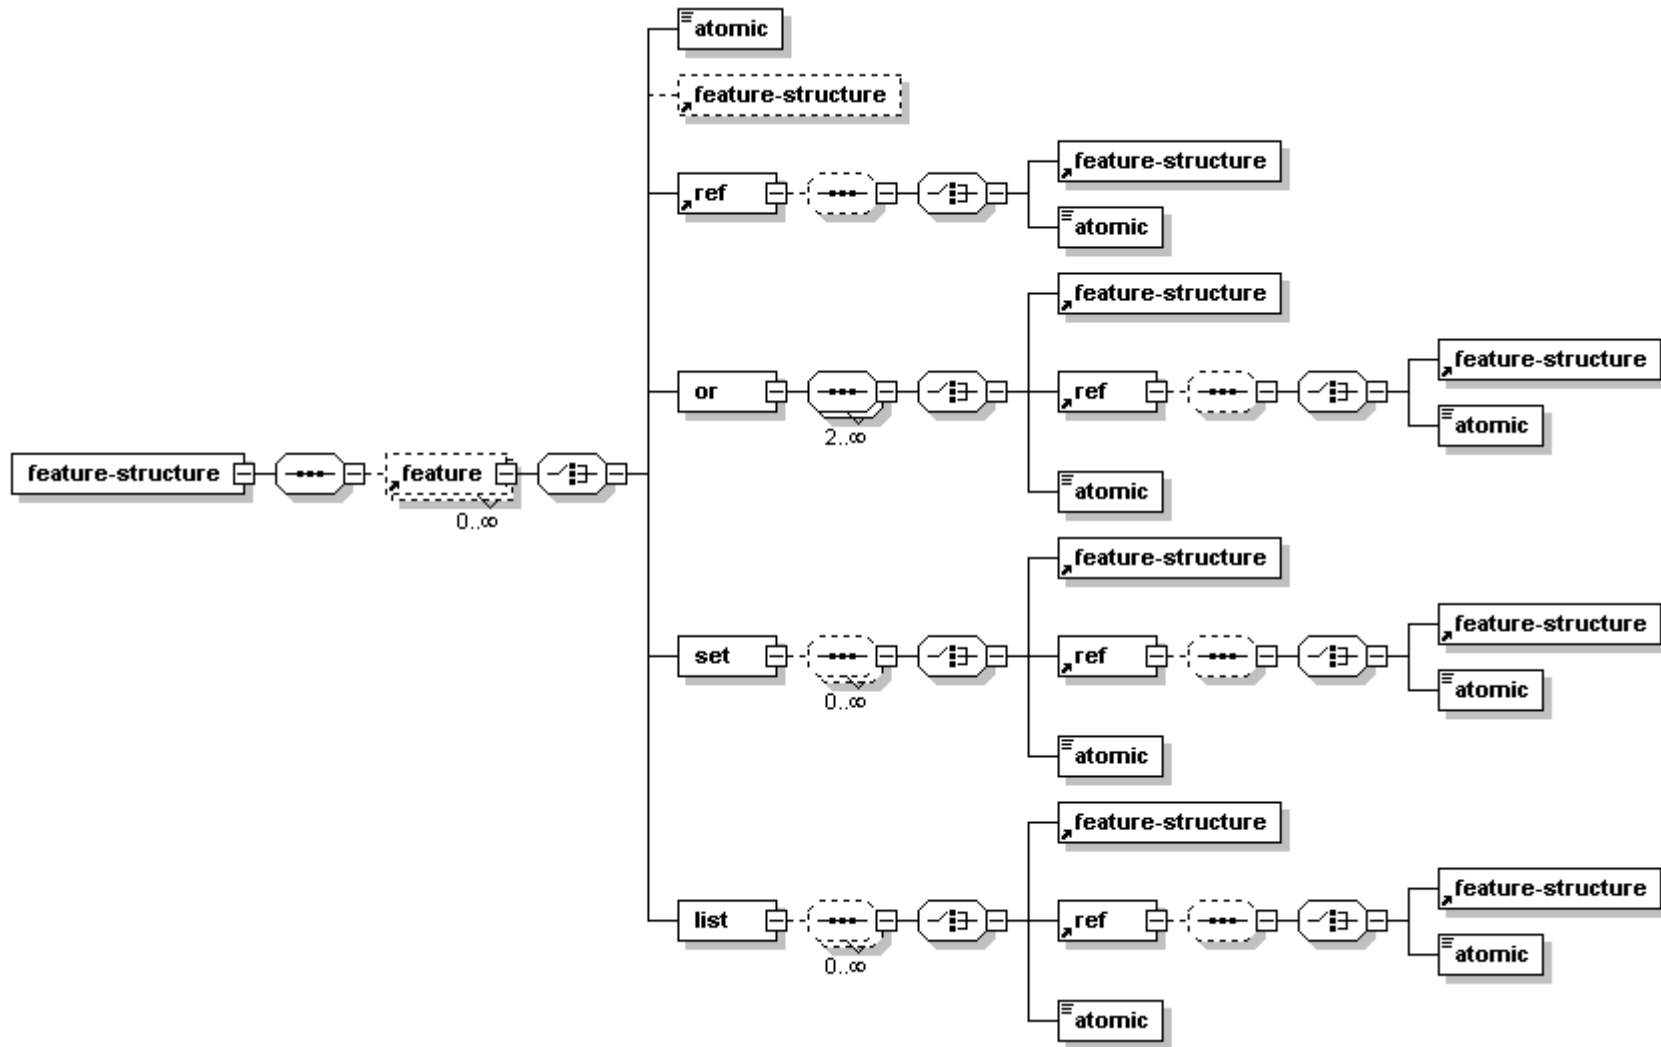 atomic
feature-structure
feature-structure
ref
atomic
feature-structure
feature-structure
or
ref
2..∞
atomic
feature-structure
feature
0..∞
atomic
feature-structure
feature-structure
set
ref
0..∞
atomic
atomic
feature-structure
feature-structure
list
ref
0..∞
atomic
atomic